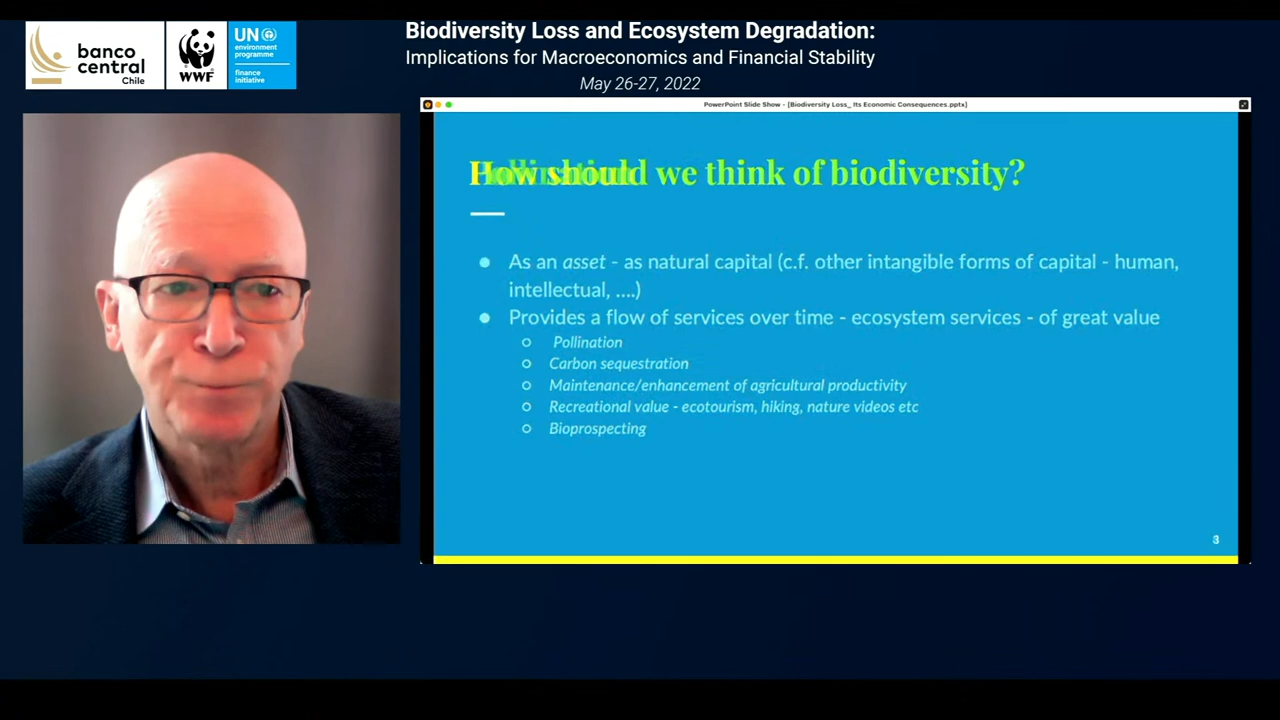 banco
central
Chile
WWF
UN
environment
programme
finance
initiative
Biodiversity Loss and Ecosystem Degradation:
Implications for Macroeconomics and Financial Stability
May 26-27, 2022
PowerPoint Slide Show - [Biodiversity Loss_ Its Economic Consequences.pptx]
How should we think of biodiversity?
As an asset - as natural capital (c.f. other intangible forms of capital - human,
intellectual, ....)
Provides a flow of services over time - ecosystem services - of great value
Pollination
Carbon sequestration
Maintenance/enhancement of agricultural productivity
Recreational value - ecotourism, hiking, nature videos etc
Bioprospecting
3